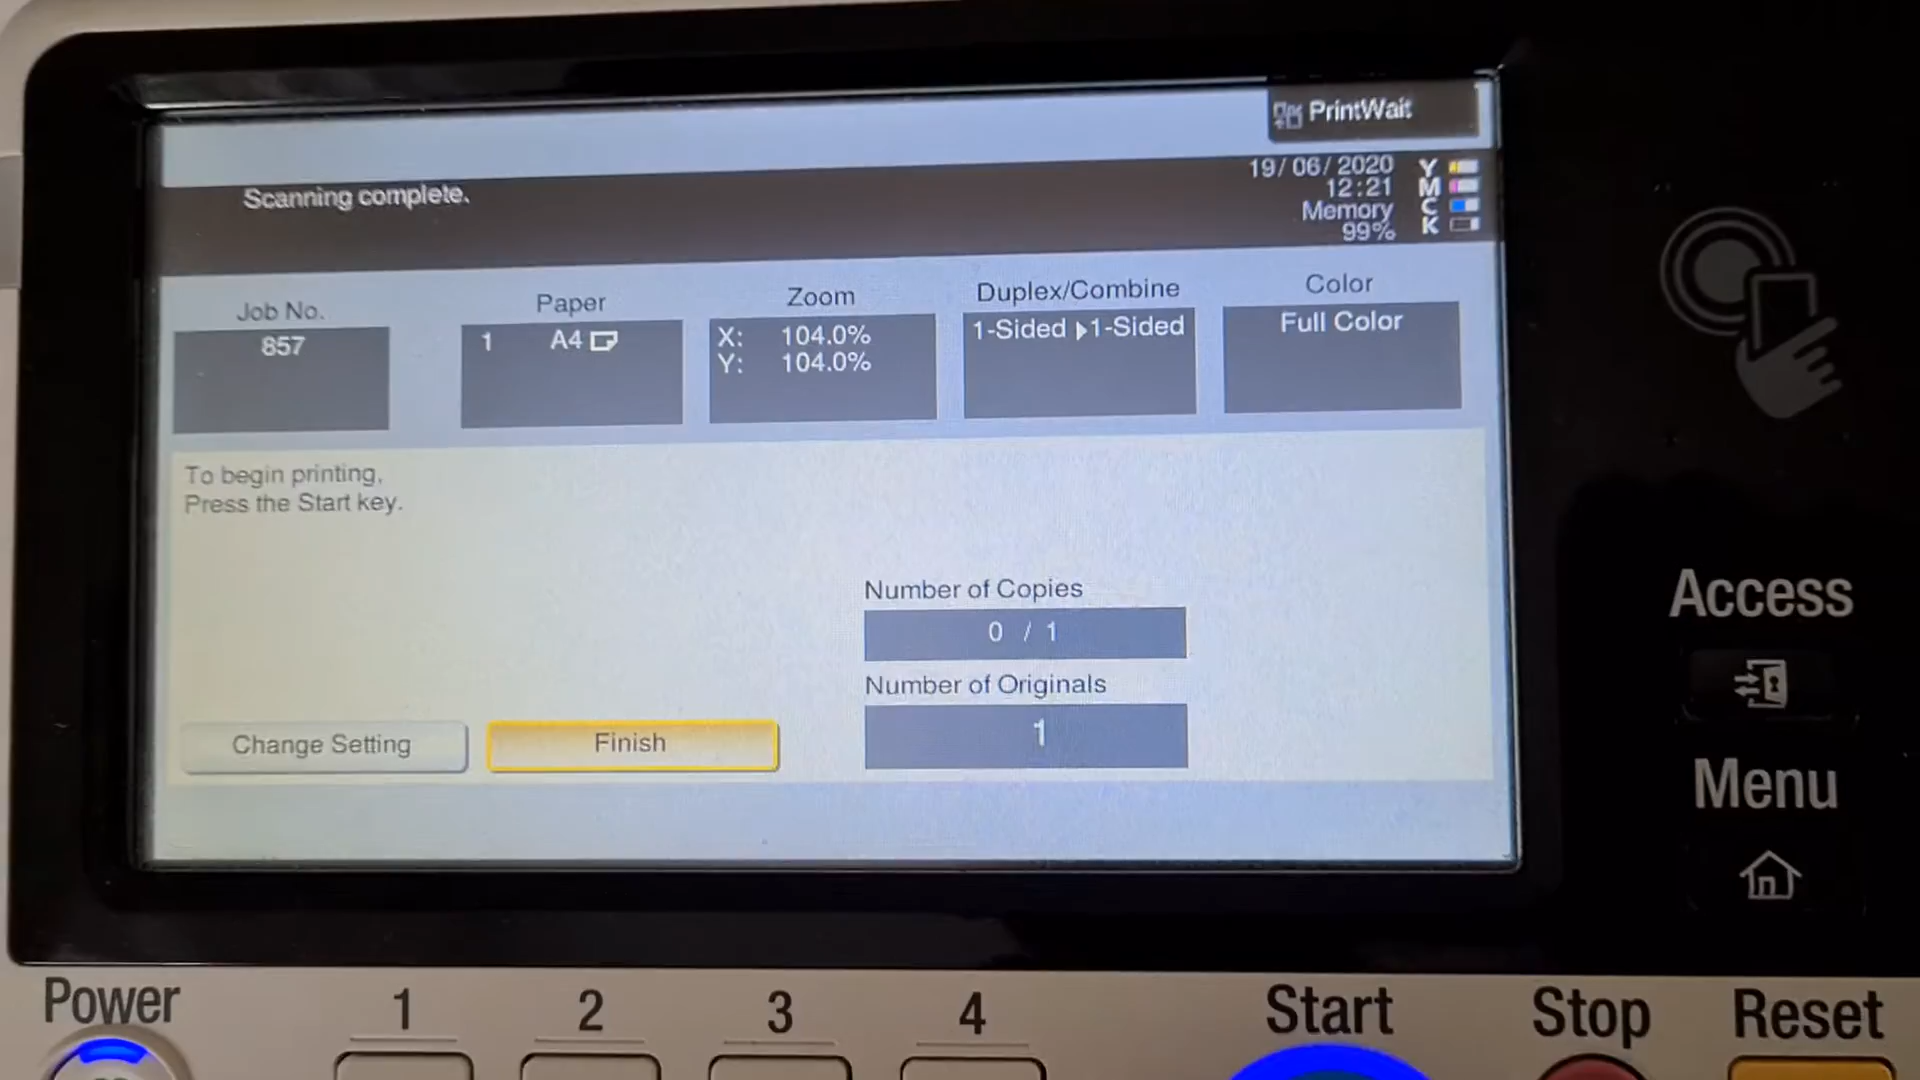 PrintWait
Scanning complete.
19/06/2020
12:21
Memory
99%
Y
M
C
K
Job No.
857
Paper
1 A4
Zoom
X: 104.0%
Y: 104.0%
Duplex/Combine
1-Sided ▶1-Sided
Color
Full Color
To begin printing,
Press the Start key.
Number of Copies
0 / 1
Number of Originals
1
Change Setting
Finish
Access
Menu
Power
1
2
3
4
Start
Stop
Reset